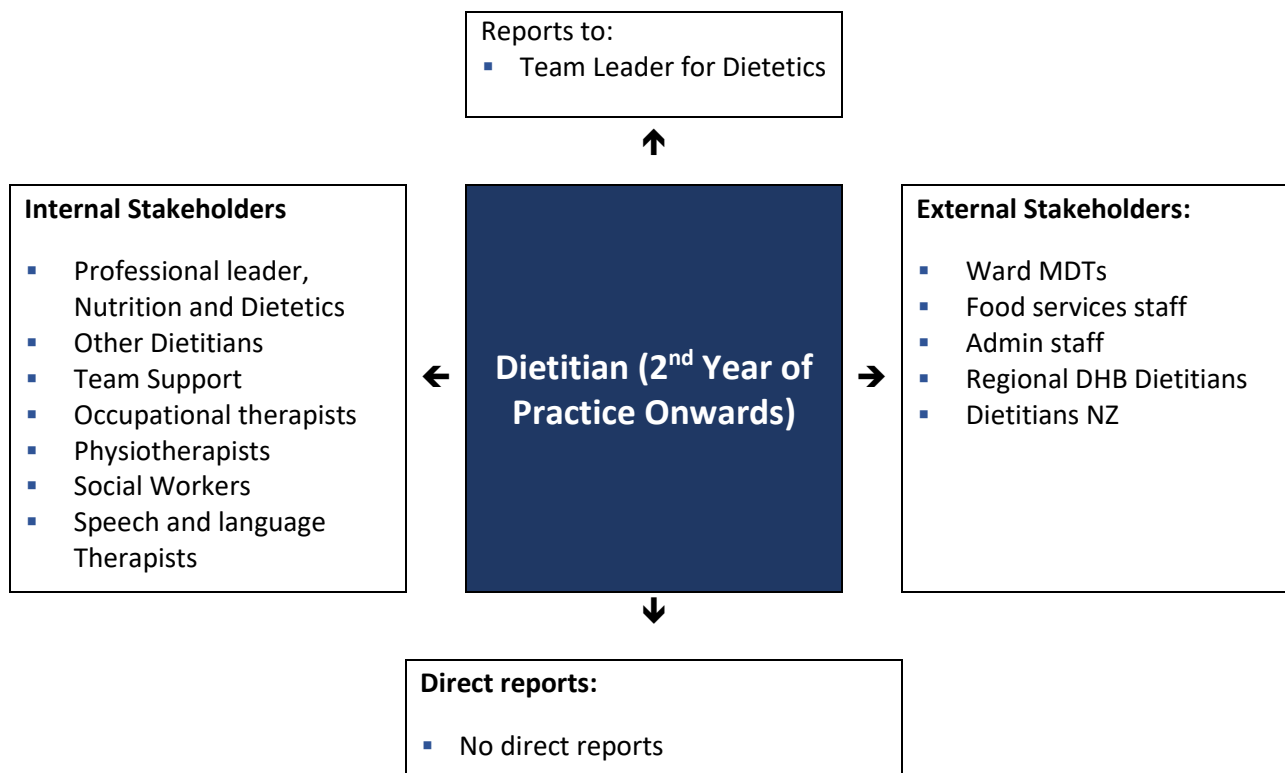 Reports to:
▪ Team Leader for Dietetics
Internal Stakeholders
▪ Professional leader,
Nutrition and Dietetics
▪ Other Dietitians
▪ Team Support
▪ Occupational therapists
▪ Physiotherapists
▪ Social Workers
▪ Speech and language
Therapists
Dietitian (2nd Year of
Practice Onwards)
External Stakeholders:
▪ Ward MDTs
▪ Food services staff
▪ Admin staff
▪ Regional DHB Dietitians
▪ Dietitians NZ
Direct reports:
▪ No direct reports